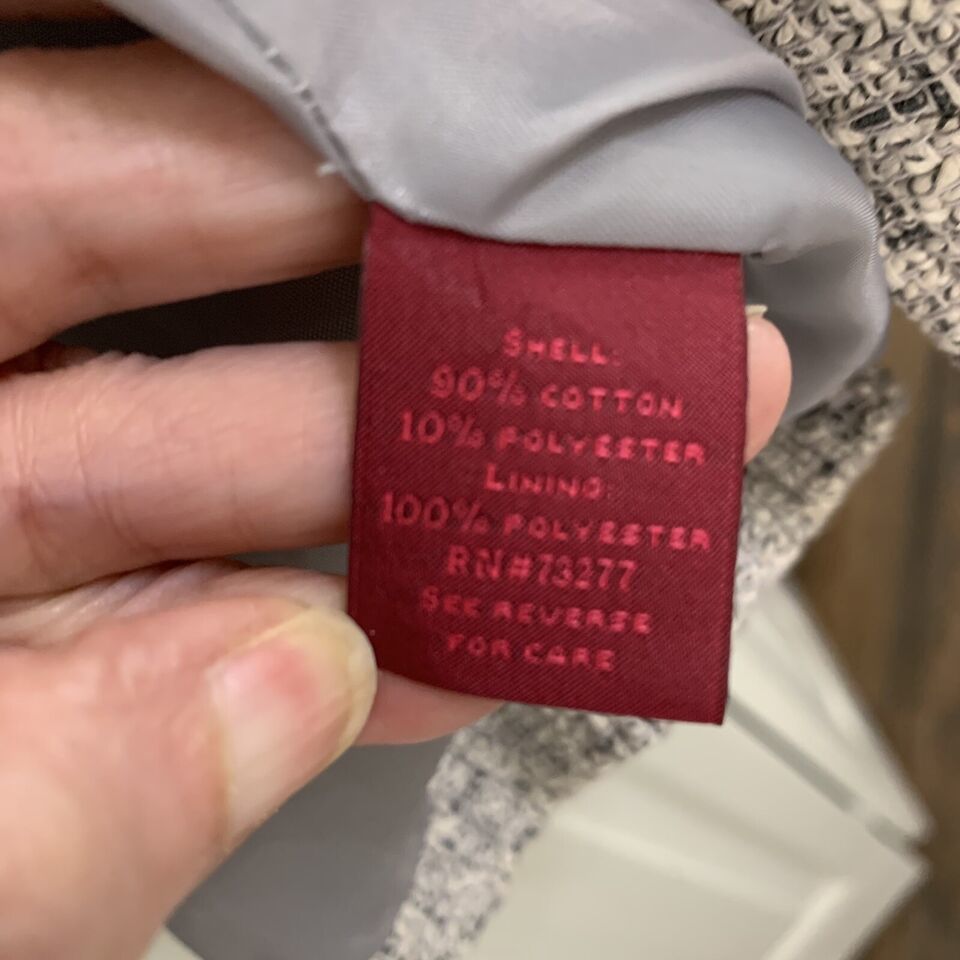 SHELL:
90% COTTON
10% POLYESTER
LINING:
100% POLYESTER
RN#73277
SEE REVERSE
FOR CARE